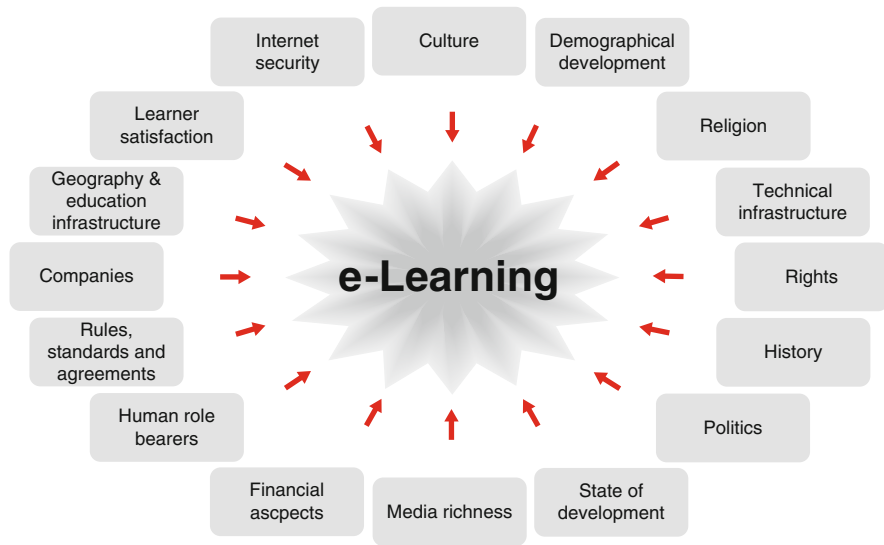 Internet
security
Culture
Demographical
development
Learner
satisfaction
Religion
Geography &
education
infrastructure
Technical
infrastructure
Companies
e-Learning
Rights
Rules,
standards and
agreements
History
Human role
bearers
Politics
Financial
ascpects
Media richness
State of
development